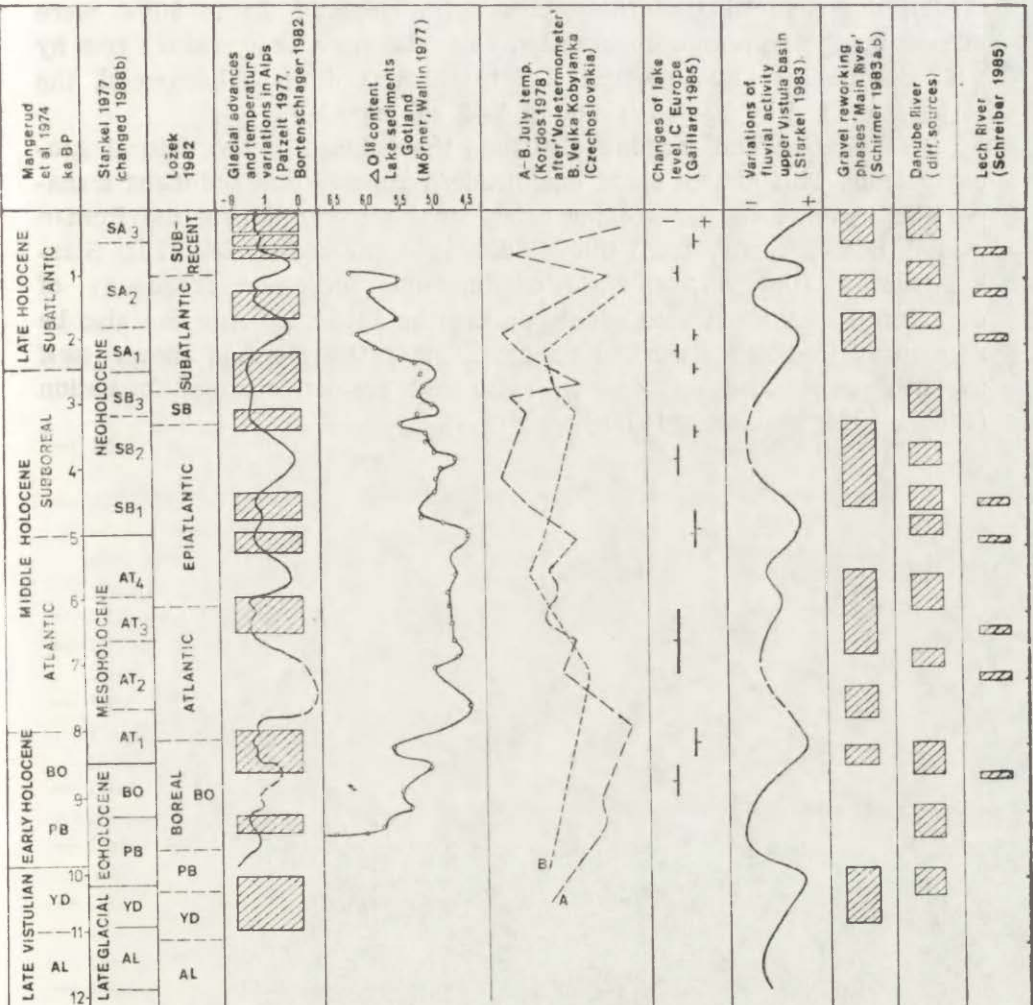 Mangerud
et al 1974
ka BP
Starkel 1977
(changed 1988b)
Ložek
1982
Glacial advances
and temperature
variations in Alps
(Patzelt 1977,
Bortenschlager 1982)
Δ O18 content
Lake sediments
Gotland
(Mörner, Wallin 1977)
A-B. July temp.
(Kordos 1978)
after 'Volatermometer'
B. Velka Kobylanka
(Czechoslovakia)
Changes of lake
level C. Europe
(Gaillard 1985)
Variations of
fluvial activity
upper Vistula basin
(Starkel 1983)
Gravel reworking
phases 'Main River'
(Schirmer 1983 a.b)
Danube River
(diff. sources)
Lech River
(Schreiber 1985)
1 0
6,5 6,0 5,5 5,0 4,5
- +
- +
LATE HOLOCENE
MIDDLE HOLOCENE
EARLY HOLOCENE
LATE VISTULIAN
SUBATLANTIC
SUBBOREAL
ATLANTIC
BO
PB
YD
AL
1
2
3
4
5
6
7
8
9
10
11
12
NEOHOLOCENE
MESOHOLOCENE
EOHOLOCENE
LATE GLACIAL
SA3
SA2
SA1
SB3
SB2
SB1
AT4
AT3
AT2
AT1
BO
PB
YD
AL
SUB-
RECENT
SUBATLANTIC
SB
EPIATLANTIC
ATLANTIC
BOREAL
BO
PB
YD
AL
B
A